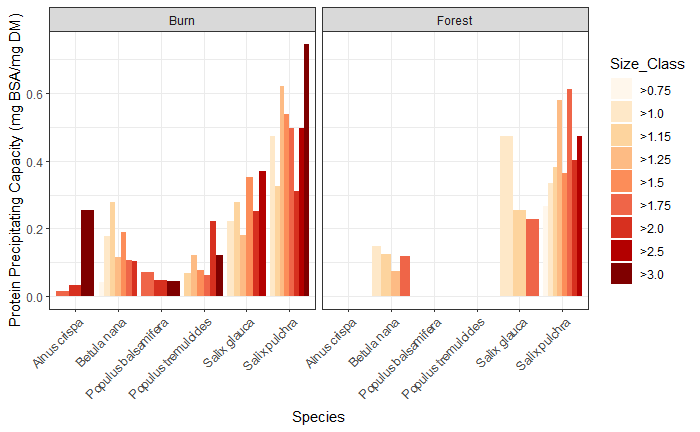 Burn
Forest
Protein Precipitating Capacity (mg BSA/mg DM)
0.6
0.4
0.2
0.0
Alnus crispa
Betula nana
Populus balsamifera
Populus tremuloides
Salix glauca
Salix pulchra
Alnus crispa
Betula nana
Populus balsamifera
Populus tremuloides
Salix glauca
Salix pulchra
Species
Size_Class
>0.75
>1.0
>1.15
>1.25
>1.5
>1.75
>2.0
>2.5
>3.0